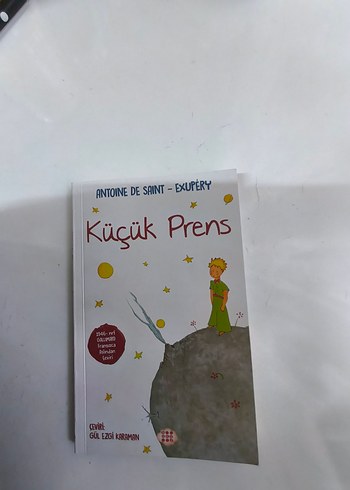 ANTOINE DE SAINT - EXUPÉRY
Küçük Prens
ÇEVİRİ:
GÜL EZGİ KARAMAN